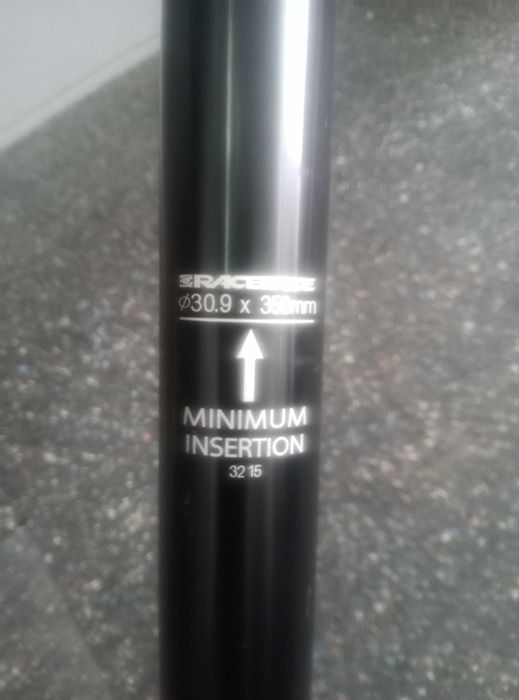 RACEFACE
Ø30.9 x 350mm
MINIMUM
INSERTION
32 15